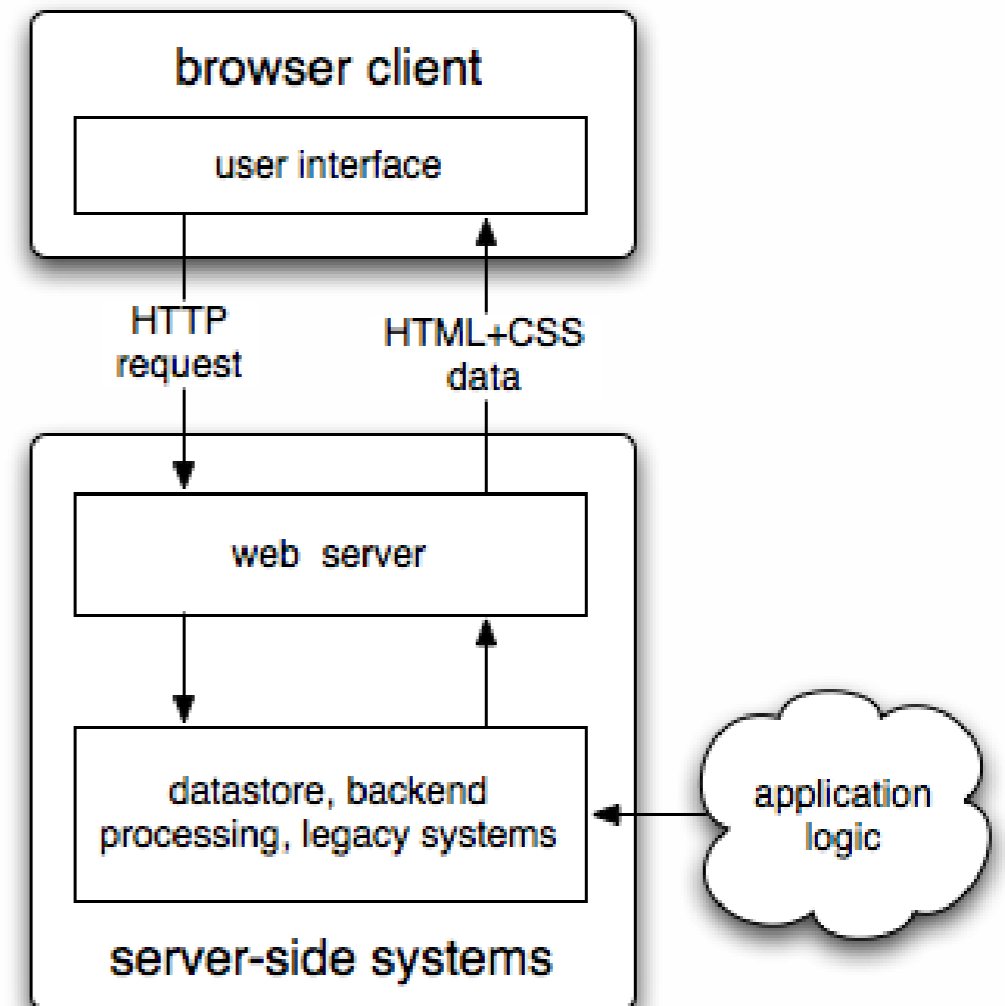 browser client
user interface
HTTP
request
HTML+CSS
data
web server
datastore, backend
processing, legacy systems
application
logic
server-side systems